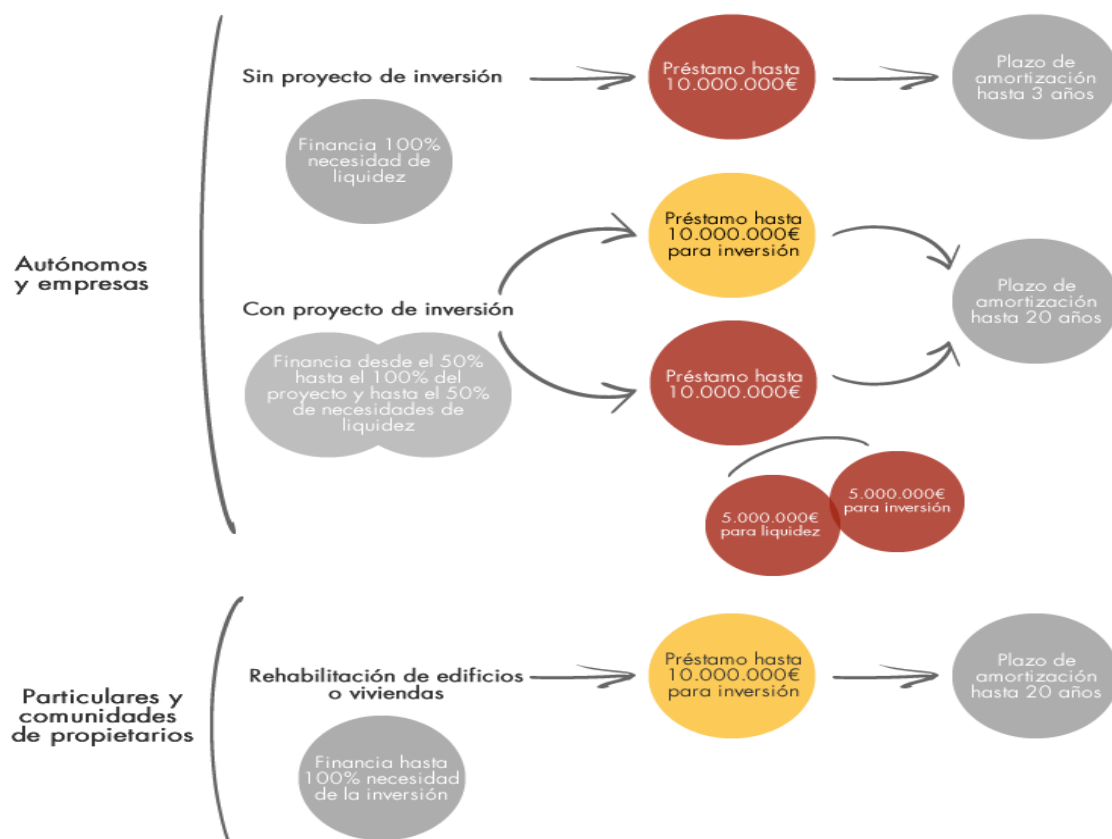 Autónomos
y empresas
Sin proyecto de inversión
Financia 100%
necesidad de
liquidez
Préstamo hasta
10.000.000€
Plazo de
amortización
hasta 3 años
Con proyecto de inversión
Financia desde el 50%
hasta el 100% del
proyecto y hasta el 50%
de necesidades de
liquidez
Préstamo hasta
10.000.000€
para inversión
Préstamo hasta
10.000.000€
5.000.000€
para liquidez
5.000.000€
para inversión
Plazo de
amortización
hasta 20 años
Particulares y
comunidades
de propietarios
Rehabilitación de edificios
o viviendas
Financia hasta
100% necesidad
de la inversión
Préstamo hasta
10.000.000€
para inversión
Plazo de
amortización
hasta 20 años